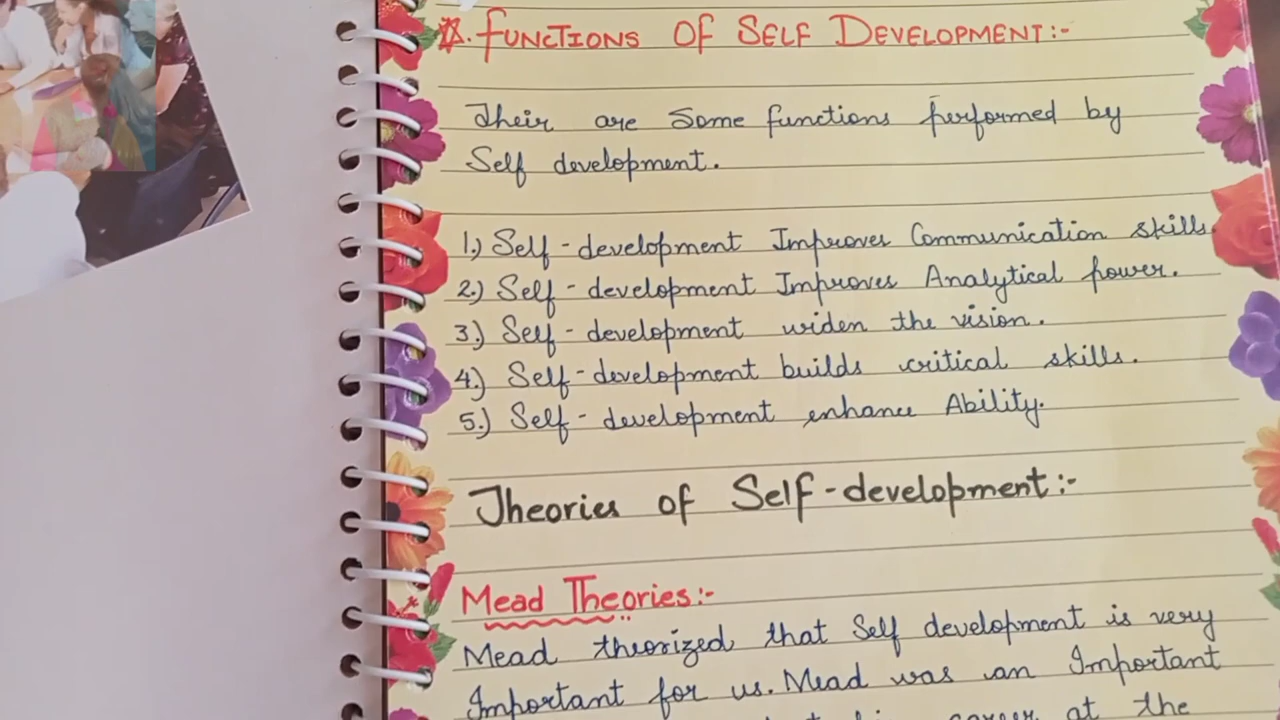 FUNCTIONS OF SELF DEVELOPMENT:-
Their are some functions performed by
Self development.
1.) Self-development Improves Communication skills.
2.) Self-development Improves Analytical power.
3.) Self-development widen the vision.
4.) Self-development builds critical skills.
5.) Self-development enhance Ability.
Theories of Self-development:-
Mead Theories:-
Mead theorized that Self development is very
Important for us. Mead was an Important
career at the